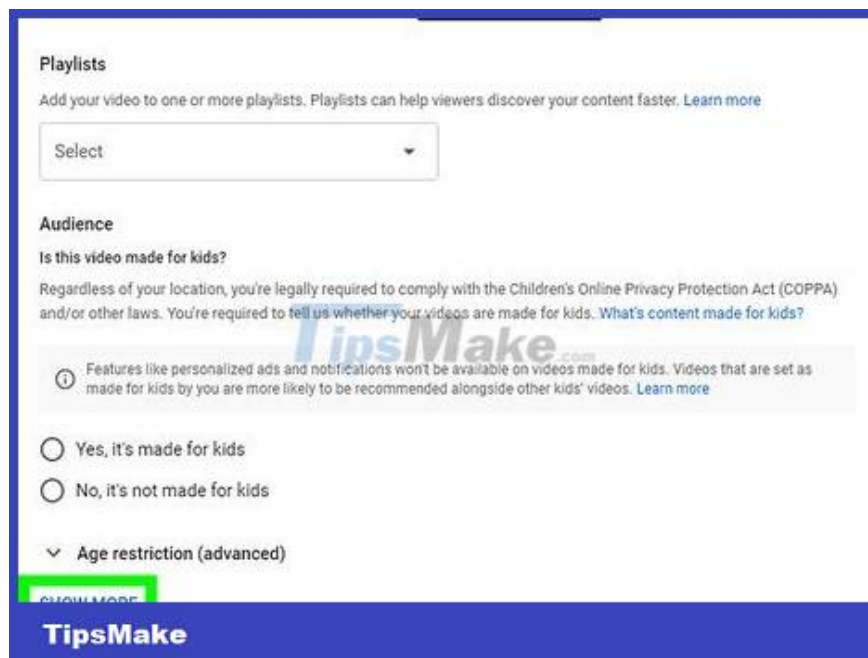 Playlists
Add your video to one or more playlists. Playlists can help viewers discover your content faster. Learn more
Select
Audience
Is this video made for kids?
Regardless of your location, you're legally required to comply with the Children's Online Privacy Protection Act (COPPA)
and/or other laws. You're required to tell us whether your videos are made for kids. What's content made for kids?
TipsMake.com
Features like personalized ads and notifications won't be available on videos made for kids. Videos that are set as
made for kids by you are more likely to be recommended alongside other kids' videos. Learn more
Yes, it's made for kids
No, it's not made for kids
Age restriction (advanced)
SHOW MORE
TipsMake